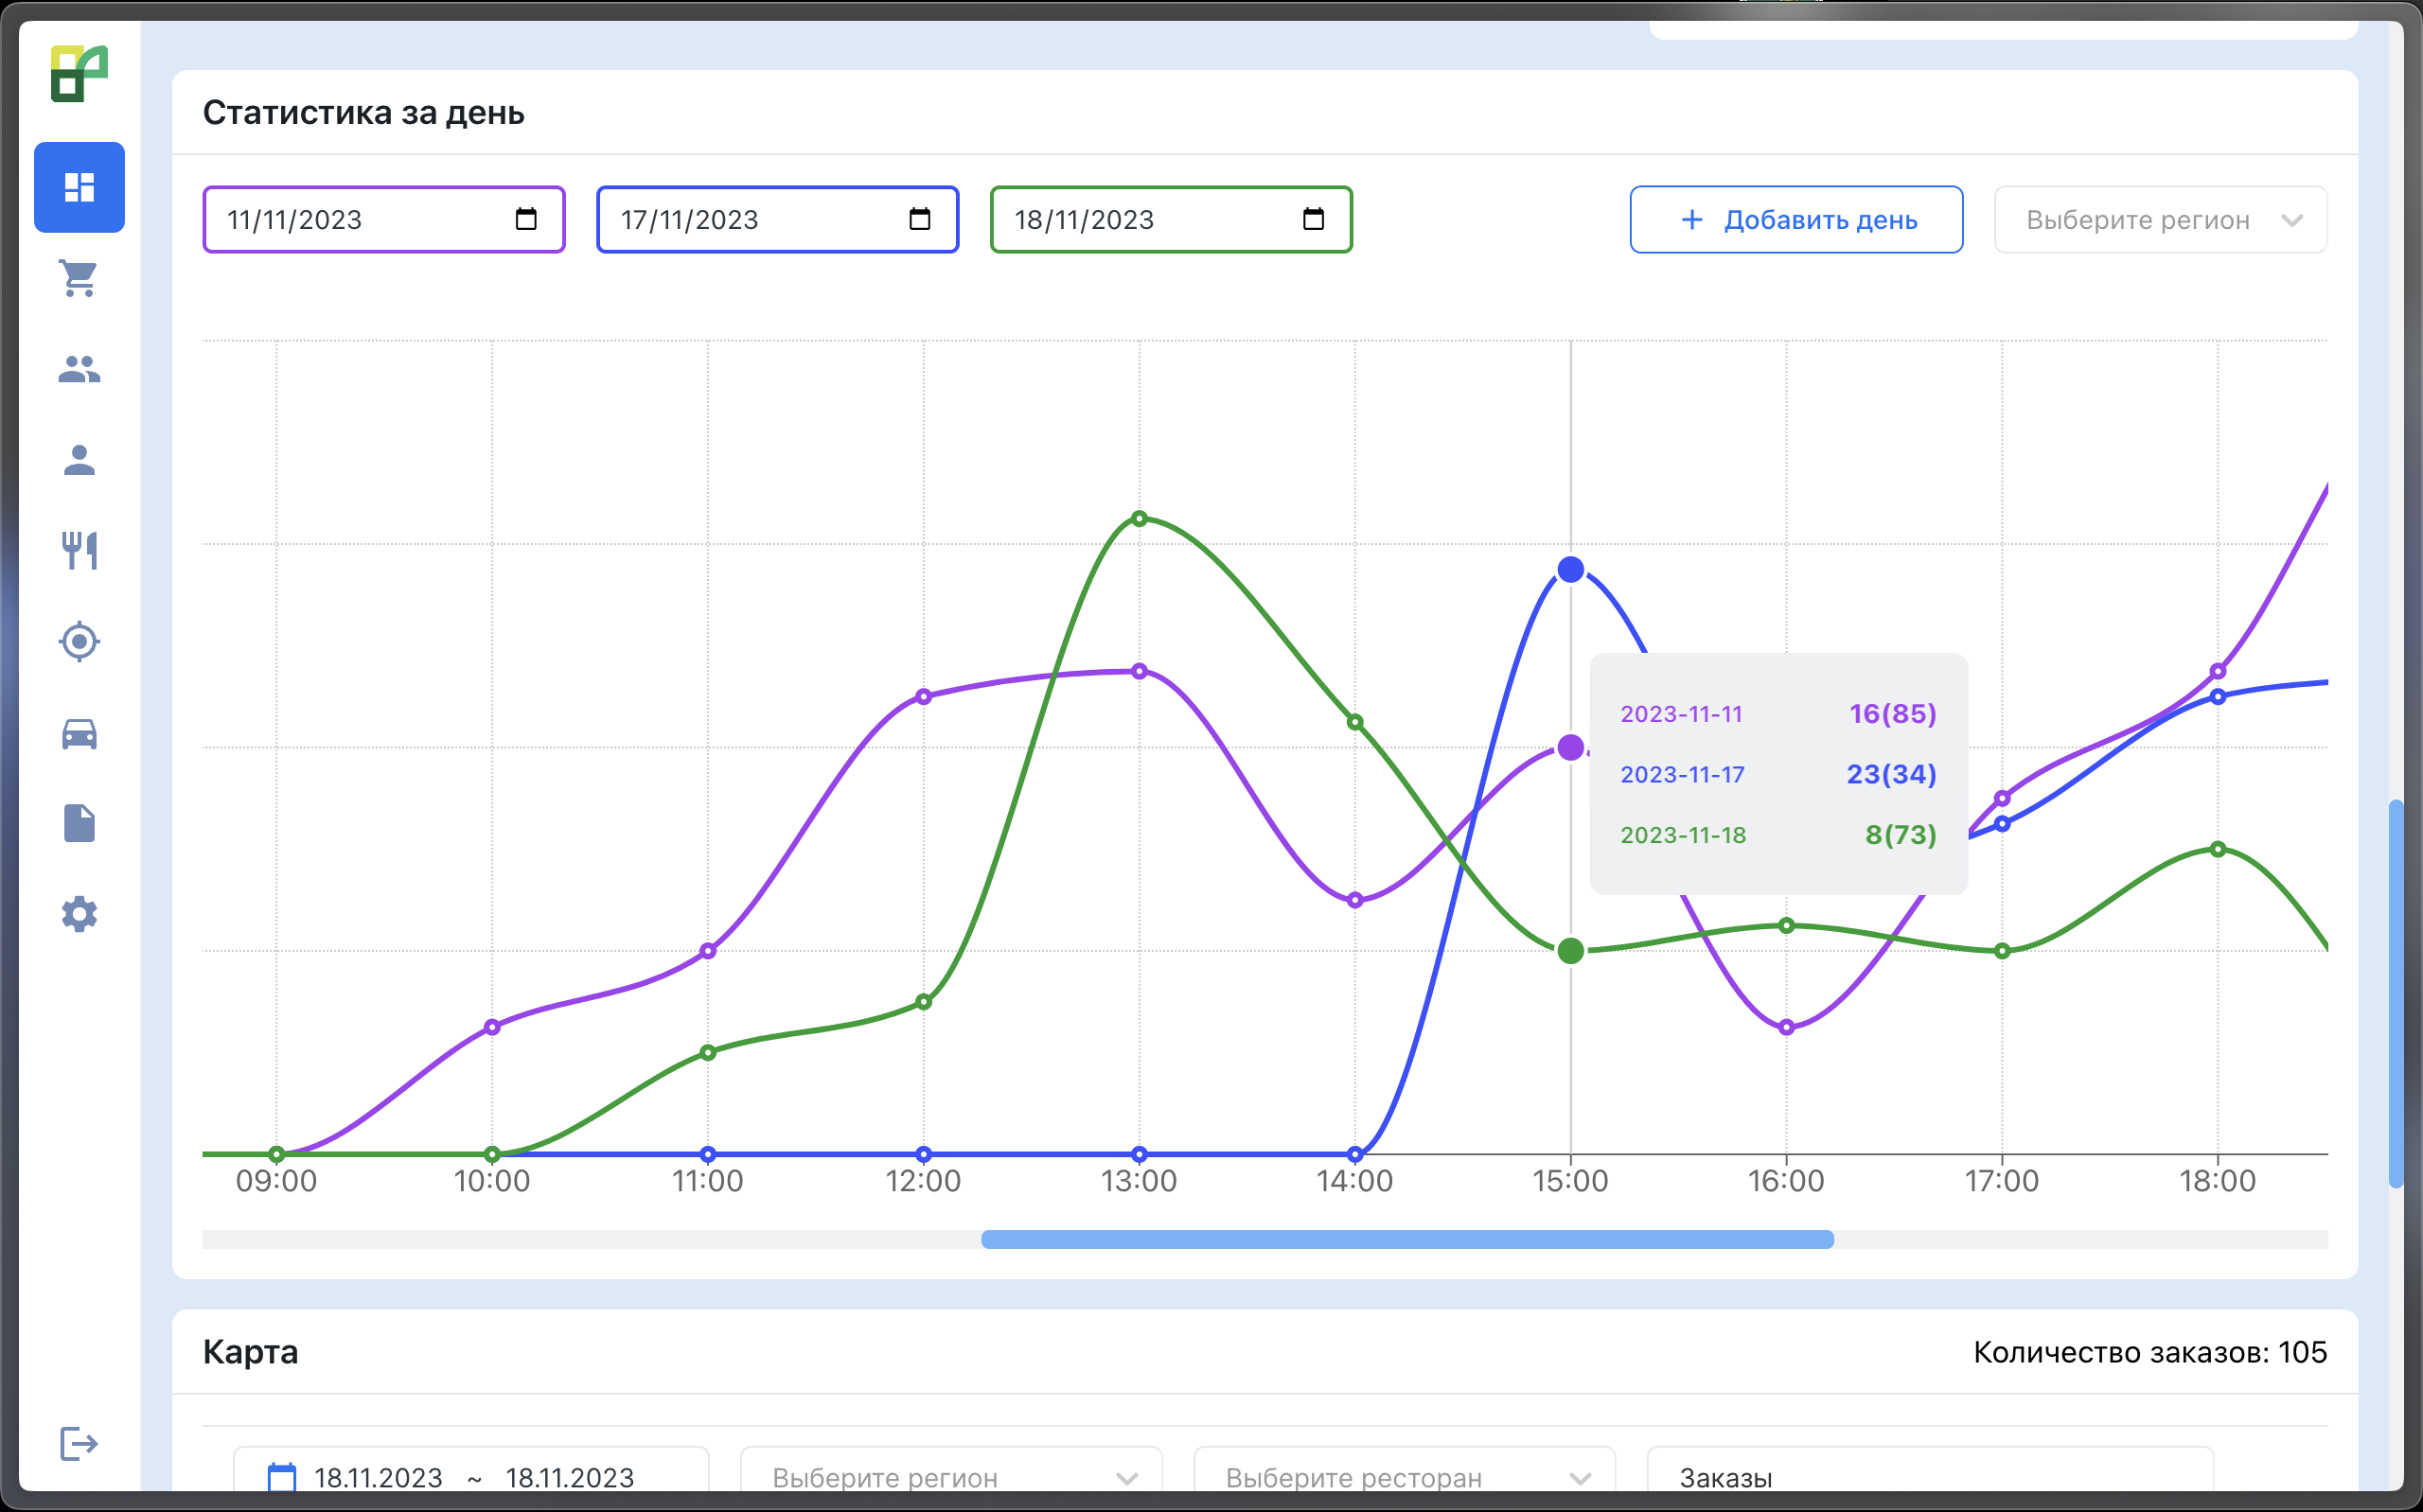 Статистика за день
11/11/2023 17/11/2023 18/11/2023 + Добавить день Выберите регион
2023-11-11 16(85)
2023-11-17 23(34)
2023-11-18 8(73)
09:00 10:00 11:00 12:00 13:00 14:00 15:00 16:00 17:00 18:00
Карта Количество заказов: 105
18.11.2023 ~ 18.11.2023 Выберите регион Выберите ресторан Заказы